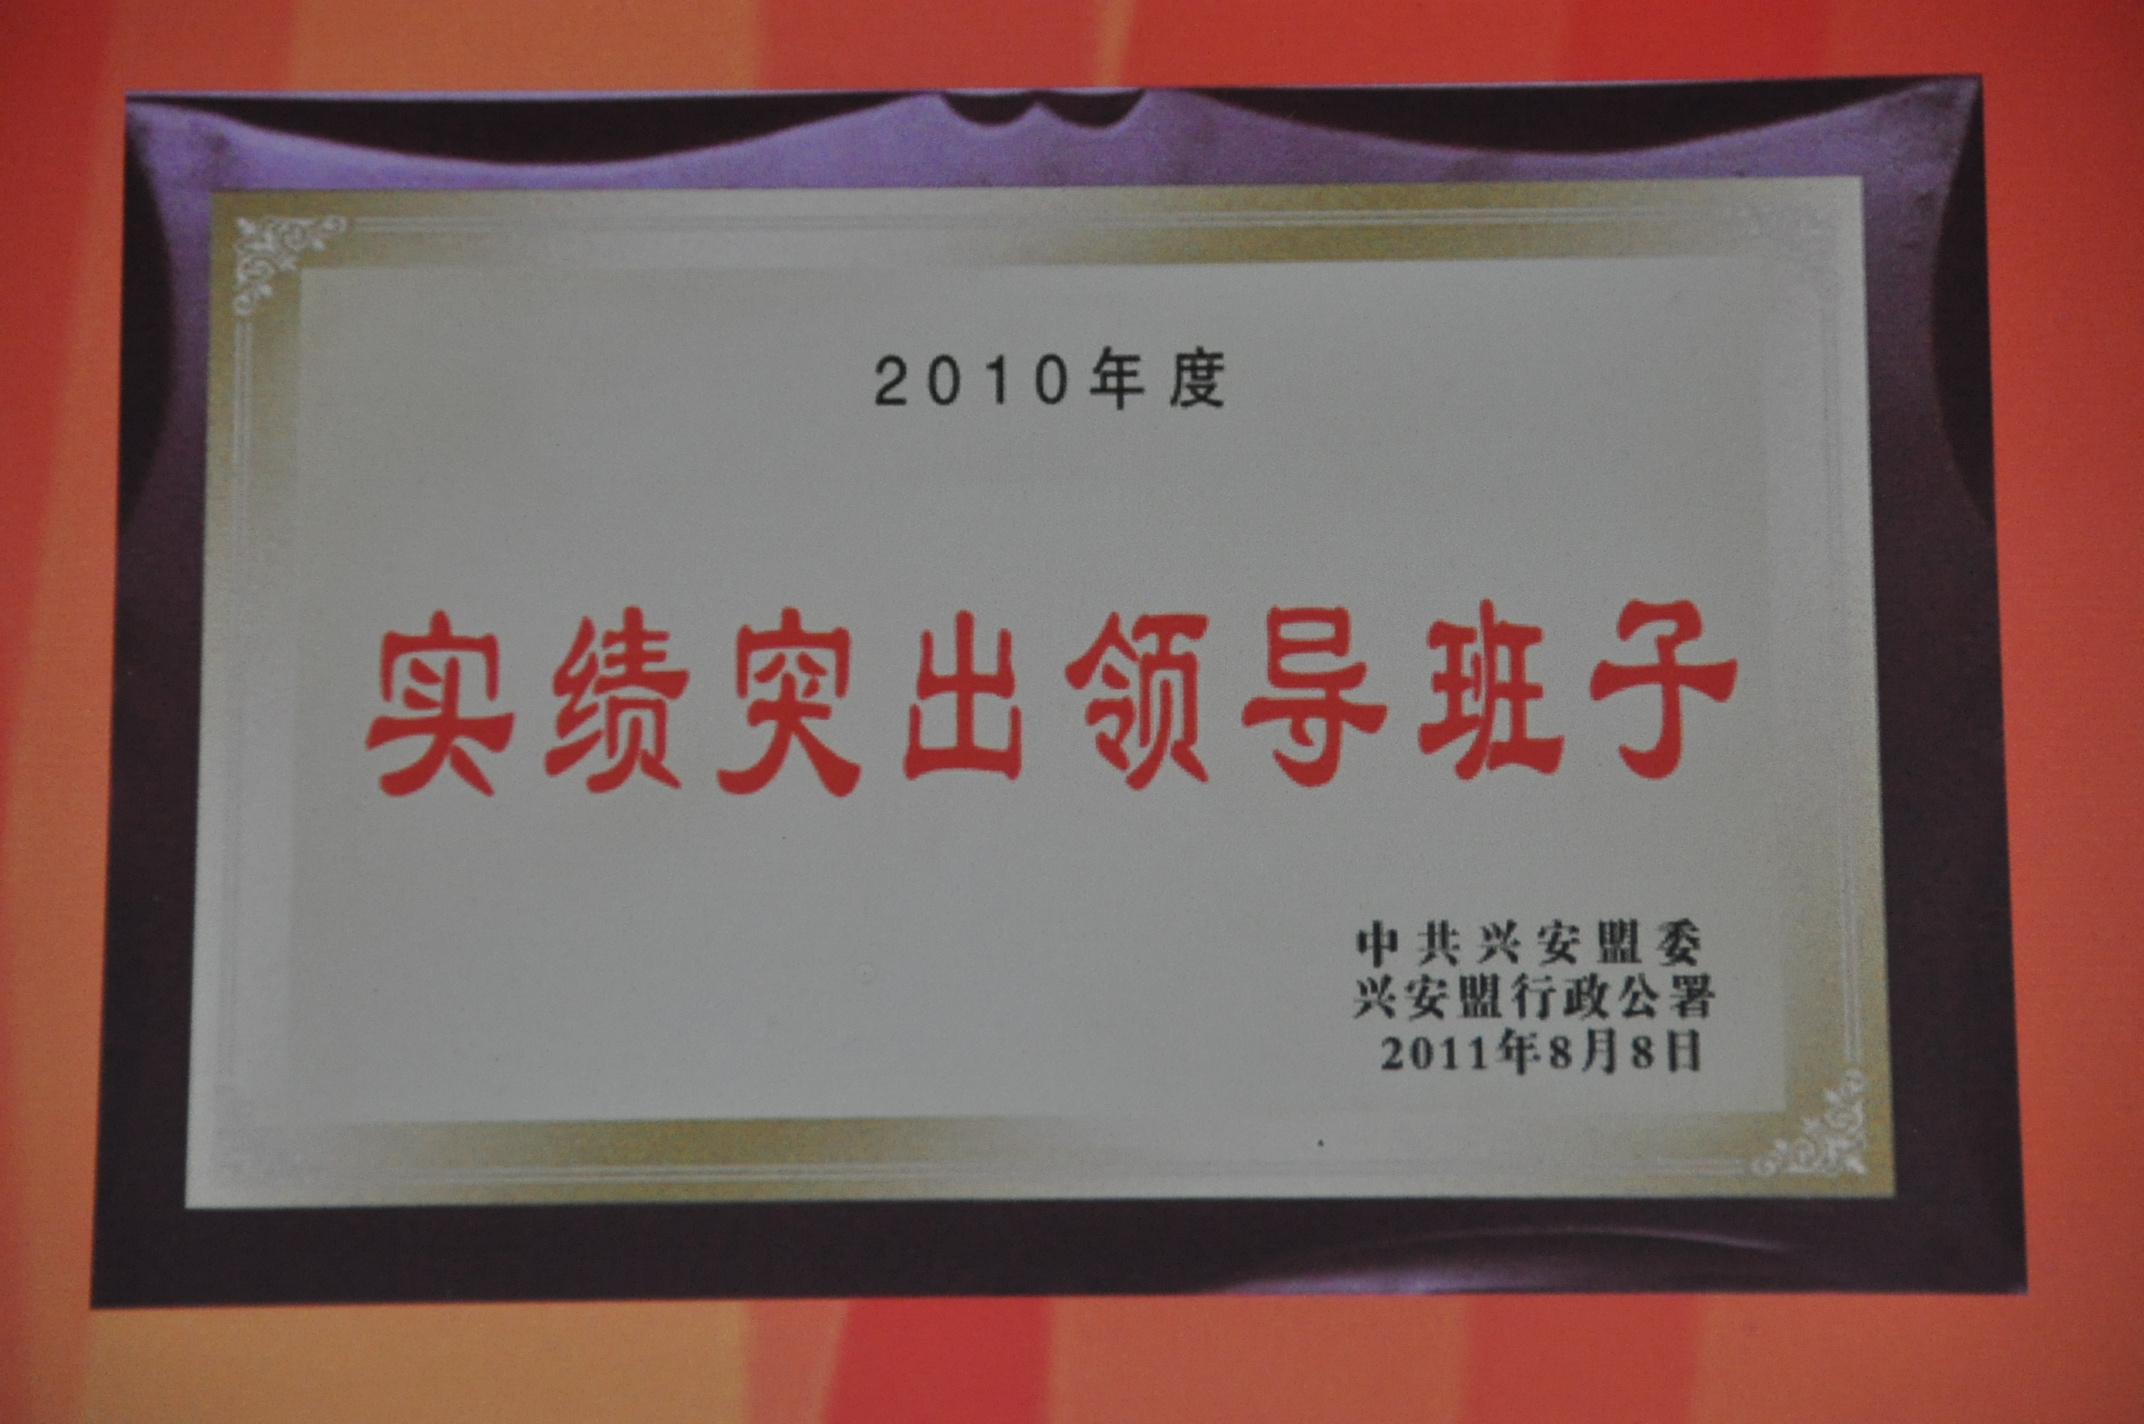 2010年度
实绩突出领导班子
中共兴安盟委
兴安盟行政公署
2011年8月8日